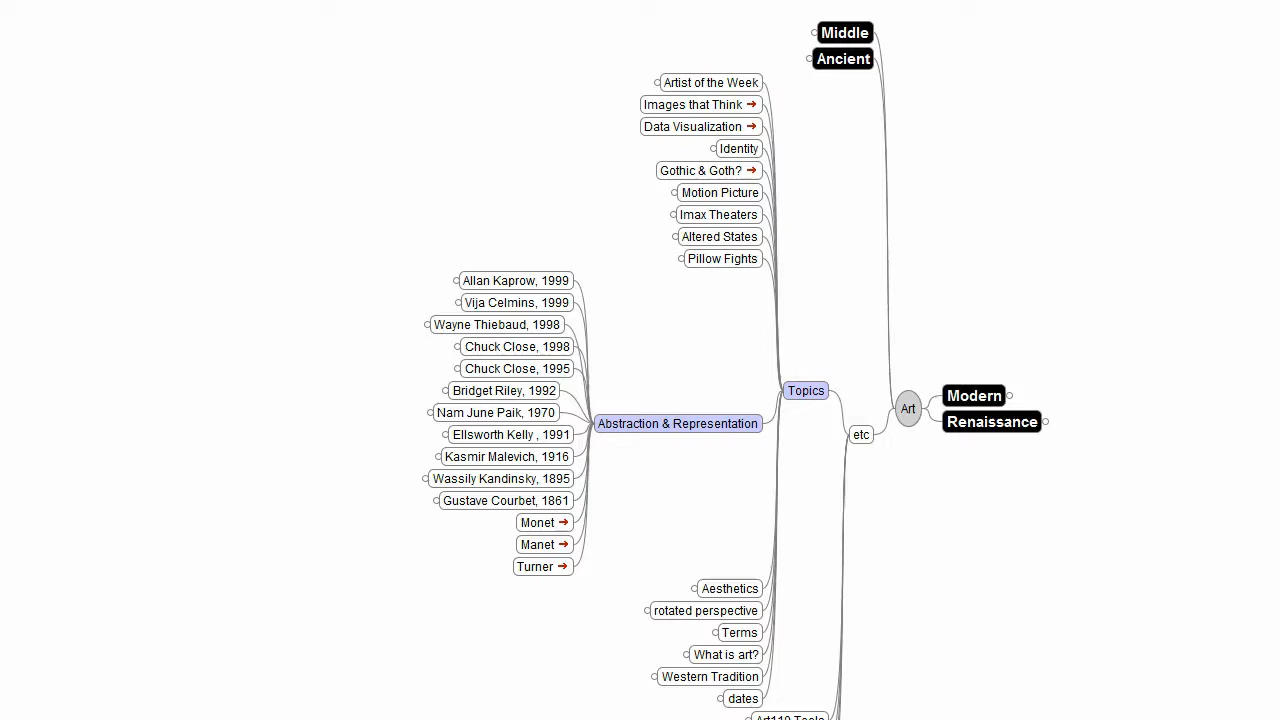 Middle
Ancient
Artist of the Week
Images that Think
Data Visualization
Identity
Gothic & Goth?
Motion Picture
Imax Theaters
Altered States
Pillow Fights
Allan Kaprow, 1999
Vija Celmins, 1999
Wayne Thiebaud, 1998
Chuck Close, 1998
Chuck Close, 1995
Bridget Riley, 1992
Nam June Paik, 1970
Ellsworth Kelly , 1991
Kasmir Malevich, 1916
Wassily Kandinsky, 1895
Gustave Courbet, 1861
Monet
Manet
Turner
Abstraction & Representation
Topics
etc
Art
Modern
Renaissance
Aesthetics
rotated perspective
Terms
What is art?
Western Tradition
dates
Art110 Tools